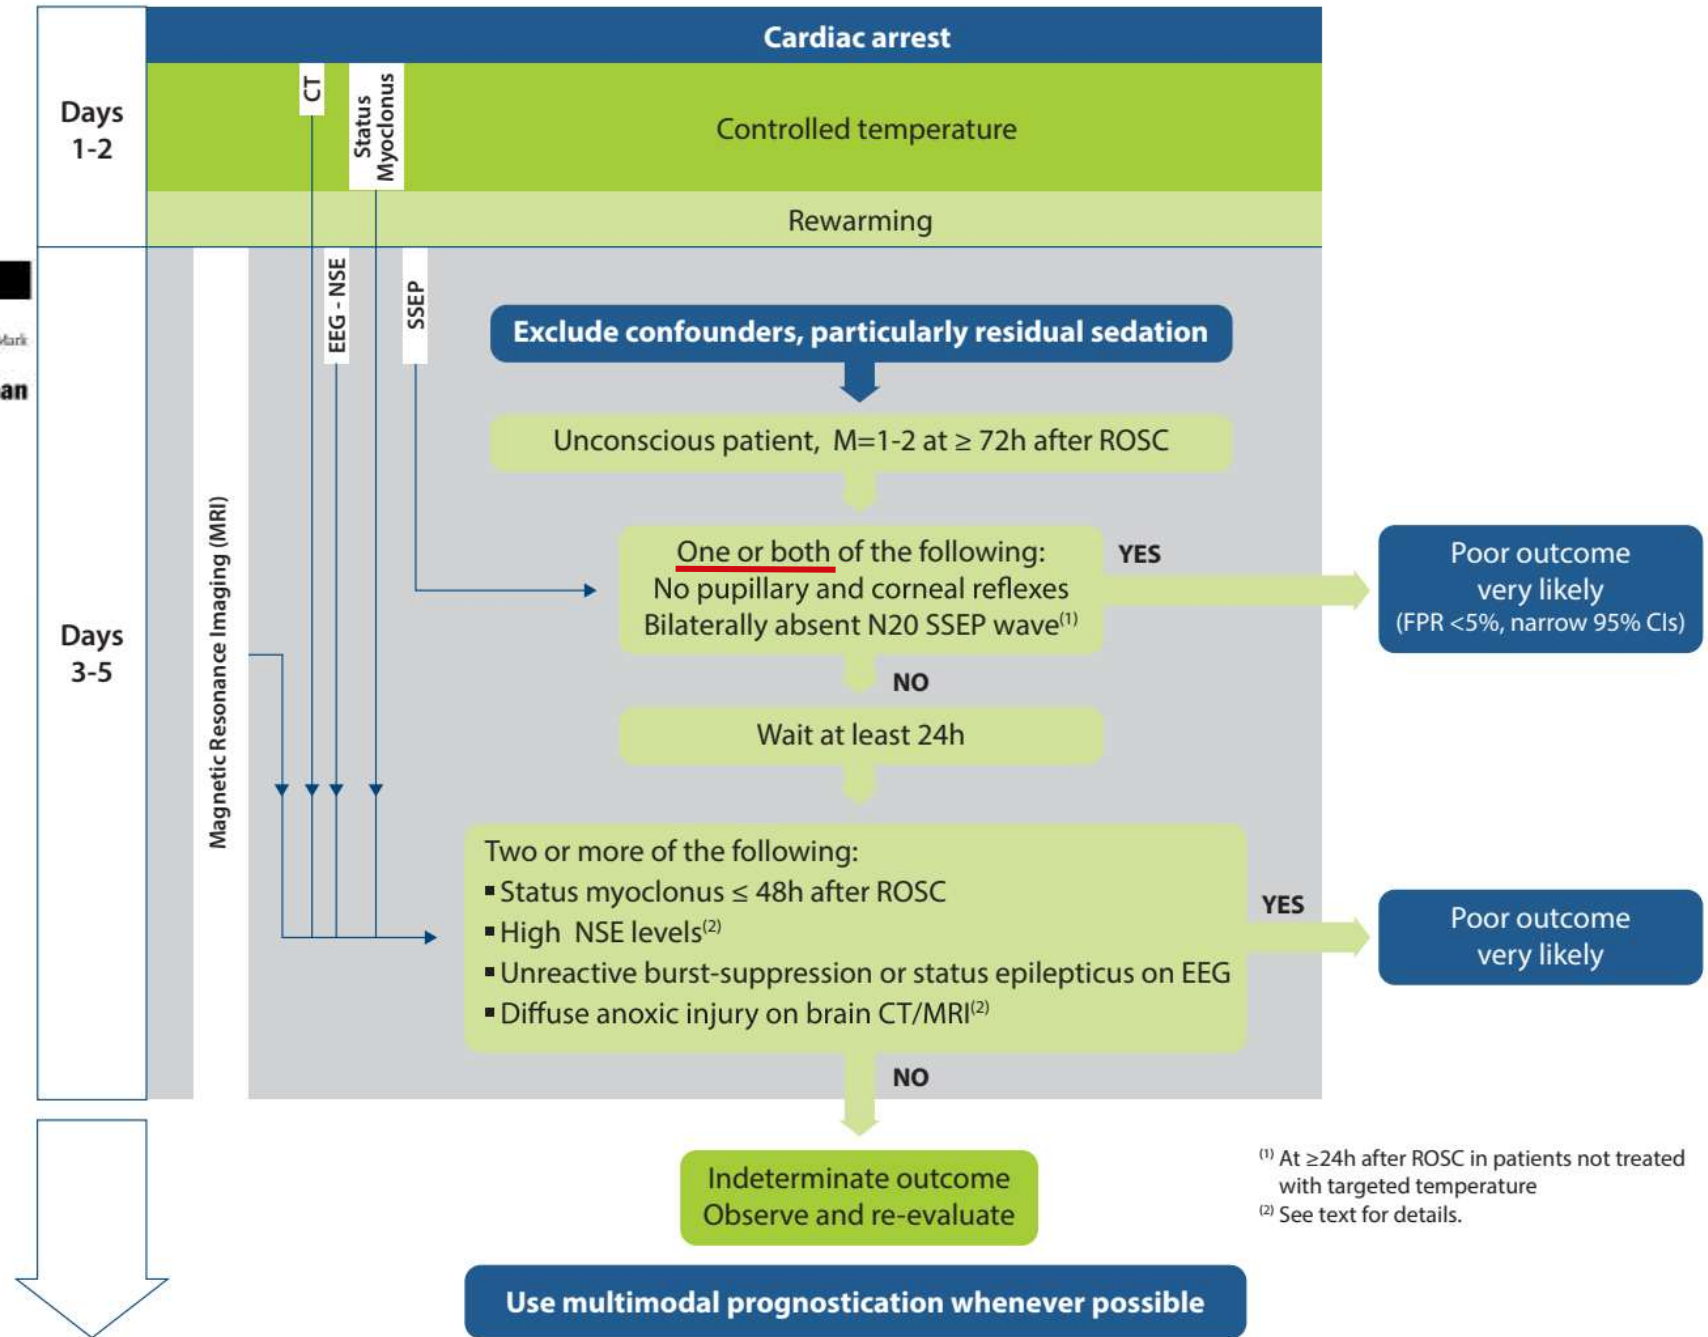 Cardiac arrest
Days
1-2
CT
Status
Myoclonus
Controlled temperature
Rewarming
Mark
an
Days
3-5
Magnetic Resonance Imaging (MRI)
EEG - NSE
SSEP
Exclude confounders, particularly residual sedation
Unconscious patient, M=1-2 at ≥ 72h after ROSC
One or both of the following:
No pupillary and corneal reflexes
Bilaterally absent N20 SSEP wave(1)
YES
Poor outcome
very likely
(FPR <5%, narrow 95% CIs)
NO
Wait at least 24h
Two or more of the following:
▪ Status myoclonus ≤ 48h after ROSC
▪ High NSE levels(2)
▪ Unreactive burst-suppression or status epilepticus on EEG
▪ Diffuse anoxic injury on brain CT/MRI(2)
YES
Poor outcome
very likely
NO
Indeterminate outcome
Observe and re-evaluate
(1) At ≥24h after ROSC in patients not treated
with targeted temperature
(2) See text for details.
Use multimodal prognostication whenever possible